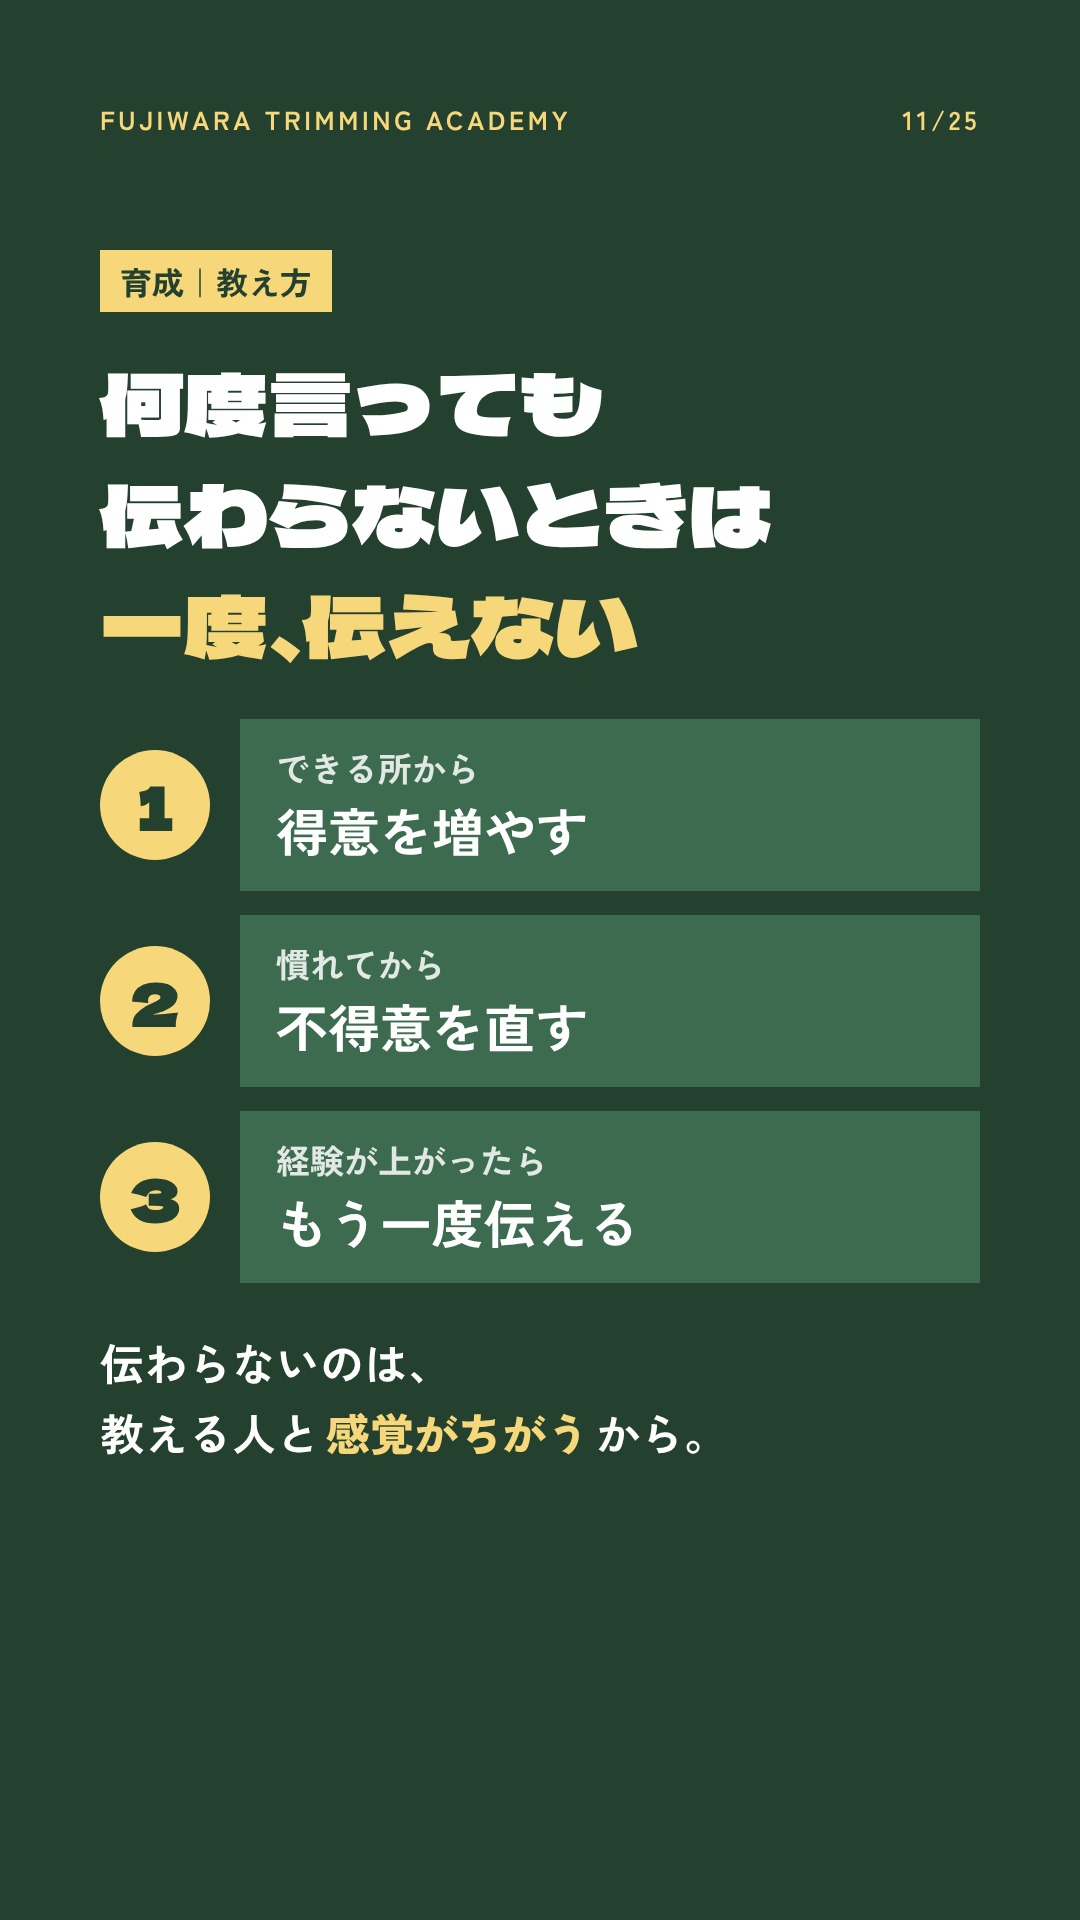 FUJIWARA TRIMMING ACADEMY
11/25
育成｜教え方
何度言っても
伝わらないときは
一度、伝えない
1
できる所から
得意を増やす
2
慣れてから
不得意を直す
3
経験が上がったら
もう一度伝える
伝わらないのは、
教える人と感覚がちがうから。